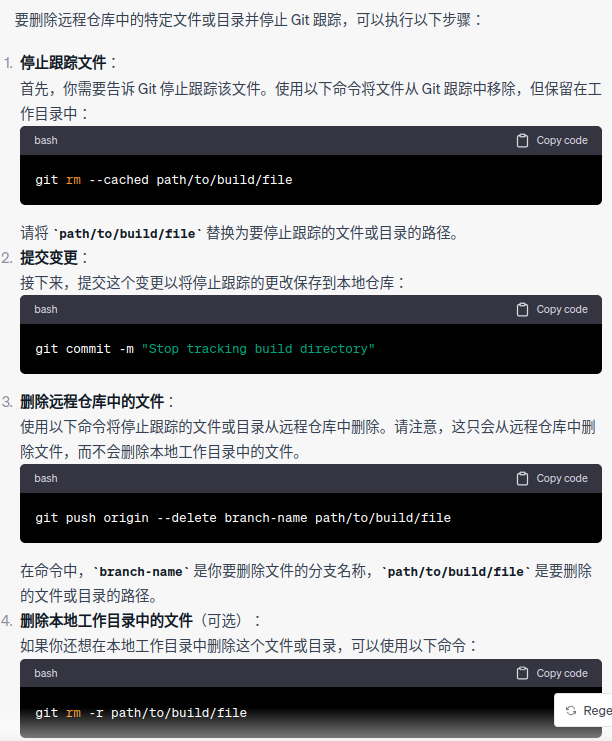 要删除远程仓库中的特定文件或目录并停止 Git 跟踪，可以执行以下步骤：
1. 停止跟踪文件：
首先，你需要告诉 Git 停止跟踪该文件。使用以下命令将文件从 Git 跟踪中移除，但保留在工
作目录中：
bash Copy code
git rm --cached path/to/build/file
请将 `path/to/build/file` 替换为要停止跟踪的文件或目录的路径。
2. 提交变更：
接下来，提交这个变更以将停止跟踪的更改保存到本地仓库：
bash Copy code
git commit -m "Stop tracking build directory"
3. 删除远程仓库中的文件：
使用以下命令将停止跟踪的文件或目录从远程仓库中删除。请注意，这只会从远程仓库中删
除文件，而不会删除本地工作目录中的文件。
bash Copy code
git push origin --delete branch-name path/to/build/file
在命令中，`branch-name` 是你要删除文件的分支名称，`path/to/build/file` 是要删除
的文件或目录的路径。
4. 删除本地工作目录中的文件（可选）：
如果你还想在本地工作目录中删除这个文件或目录，可以使用以下命令：
bash Copy code
git rm -r path/to/build/file
Rege